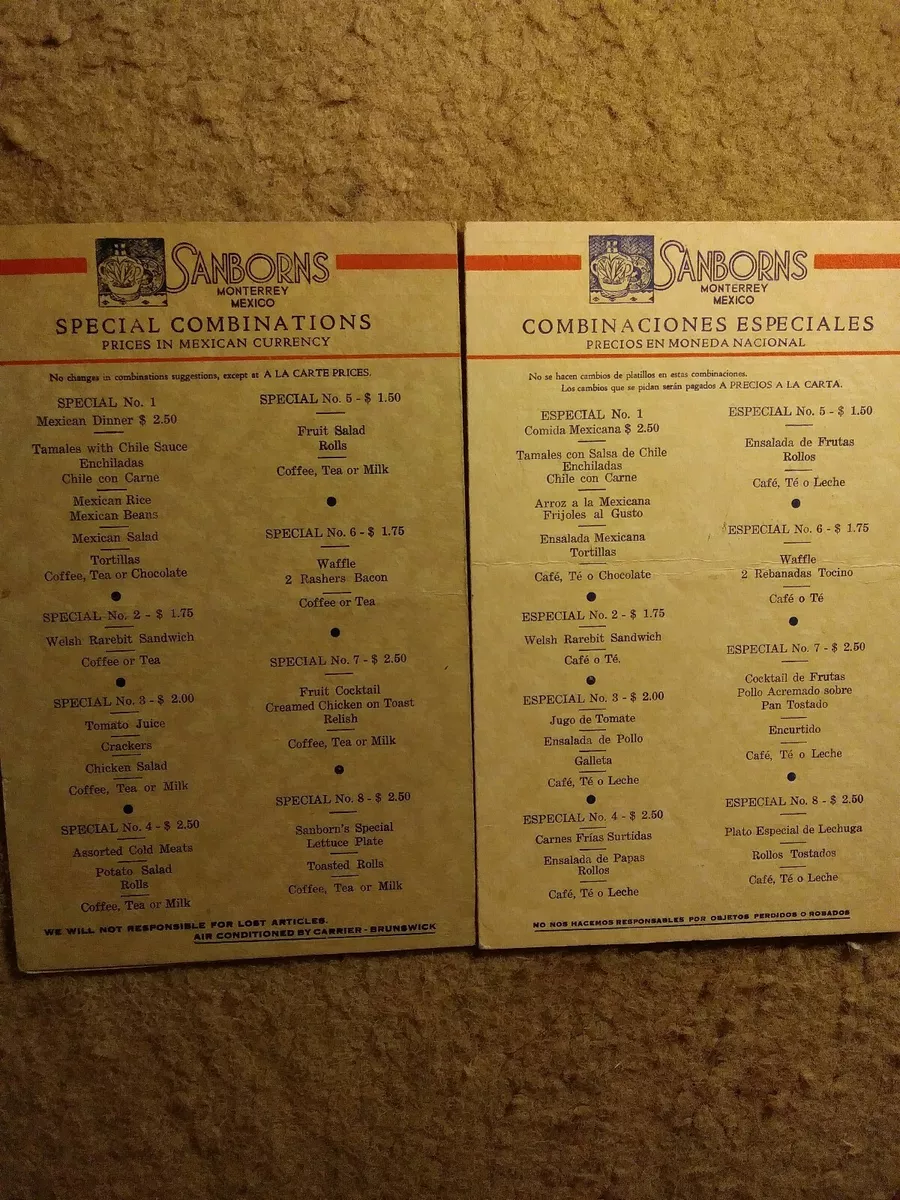 SANBORNS
MONTERREY
MEXICO
SPECIAL COMBINATIONS
PRICES IN MEXICAN CURRENCY
No changes in combinations suggestions, except at A LA CARTE PRICES.
SPECIAL No. 1
Mexican Dinner $ 2.50
Tamales with Chile Sauce
Enchiladas
Chile con Carne
Mexican Rice
Mexican Beans
Mexican Salad
Tortillas
Coffee, Tea or Chocolate
SPECIAL No. 2 - $ 1.75
Welsh Rarebit Sandwich
Coffee or Tea
SPECIAL No. 3 - $ 2.00
Tomato Juice
Crackers
Chicken Salad
Coffee, Tea or Milk
SPECIAL No. 4 - $ 2.50
Assorted Cold Meats
Potato Salad
Rolls
Coffee, Tea or Milk
SPECIAL No. 5 - $ 1.50
Fruit Salad
Rolls
Coffee, Tea or Milk
SPECIAL No. 6 - $ 1.75
Waffle
2 Rashers Bacon
Coffee or Tea
SPECIAL No. 7 - $ 2.50
Fruit Cocktail
Creamed Chicken on Toast
Relish
Coffee, Tea or Milk
SPECIAL No. 8 - $ 2.50
Sanborn's Special
Lettuce Plate
Toasted Rolls
Coffee, Tea or Milk
WE WILL NOT RESPONSIBLE FOR LOST ARTICLES.
AIR CONDITIONED BY CARRIER - BRUNSWICK
SANBORNS
MONTERREY
MEXICO
COMBINACIONES ESPECIALES
PRECIOS EN MONEDA NACIONAL
No se hacen cambios de platillos en estas combinaciones.
Los cambios que se pidan serán pagados A PRECIOS A LA CARTA.
ESPECIAL No. 1
Comida Mexicana $ 2.50
Tamales con Salsa de Chile
Enchiladas
Chile con Carne
Arroz a la Mexicana
Frijoles al Gusto
Ensalada Mexicana
Tortillas
Café, Té o Chocolate
ESPECIAL No. 2 - $ 1.75
Welsh Rarebit Sandwich
Café o Té.
ESPECIAL No. 3 - $ 2.00
Jugo de Tomate
Ensalada de Pollo
Galleta
Café, Té o Leche
ESPECIAL No. 4 - $ 2.50
Carnes Frías Surtidas
Ensalada de Papas
Rollos
Café, Té o Leche
ESPECIAL No. 5 - $ 1.50
Ensalada de Frutas
Rollos
Café, Té o Leche
ESPECIAL No. 6 - $ 1.75
Waffle
2 Rebanadas Tocino
Café o Té
ESPECIAL No. 7 - $ 2.50
Cocktail de Frutas
Pollo Acremado sobre
Pan Tostado
Encurtido
Café, Té o Leche
ESPECIAL No. 8 - $ 2.50
Plato Especial de Lechuga
Rollos Tostados
Café, Té o Leche
NO NOS HACEMOS RESPONSABLES POR OBJETOS PERDIDOS O ROBADOS